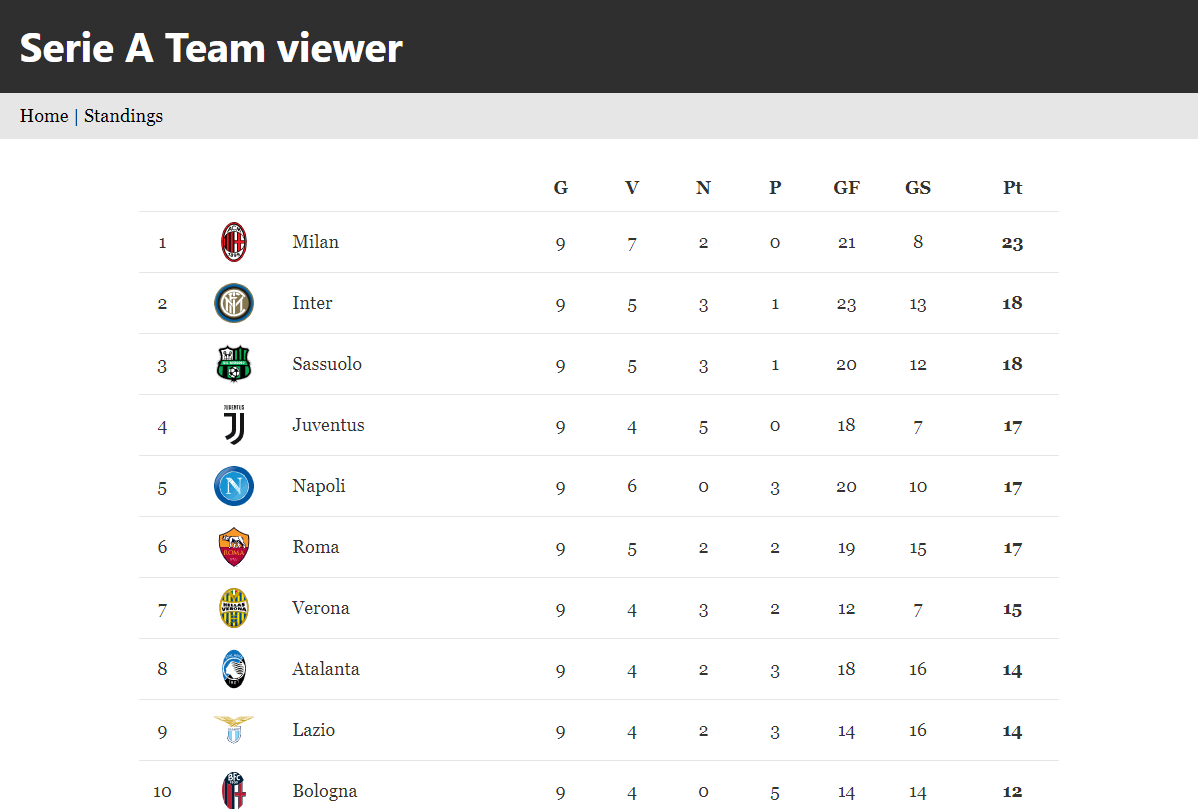 Serie A Team viewer
Home | Standings
G V N P GF GS Pt
1 Milan 9 7 2 0 21 8 23
2 Inter 9 5 3 1 23 13 18
3 Sassuolo 9 5 3 1 20 12 18
JUVENTUS
4 Juventus 9 4 5 0 18 7 17
5 N Napoli 9 6 0 3 20 10 17
6 ROMA Roma 9 5 2 2 19 15 17
HELLAS
7 VERONA Verona 9 4 3 2 12 7 15
8 Atalanta 9 4 2 3 18 16 14
9 Lazio 9 4 2 3 14 16 14
BFC
10 Bologna 9 4 0 5 14 14 12